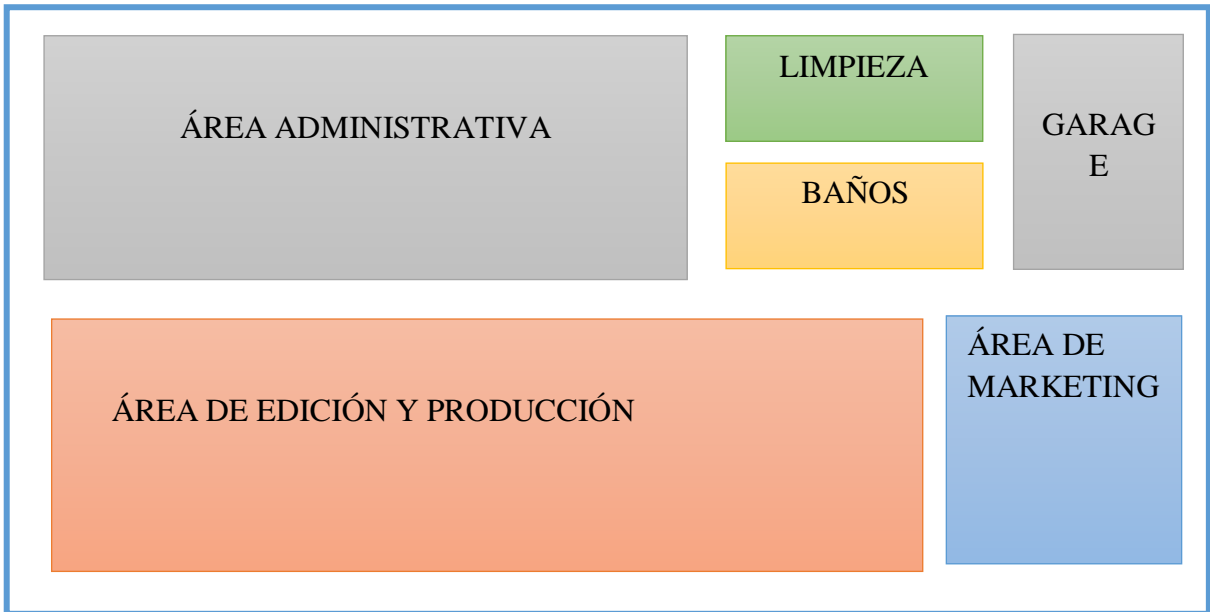 ÁREA ADMINISTRATIVA
LIMPIEZA
BAÑOS
GARAG
E
ÁREA DE EDICIÓN Y PRODUCCIÓN
ÁREA DE
MARKETING